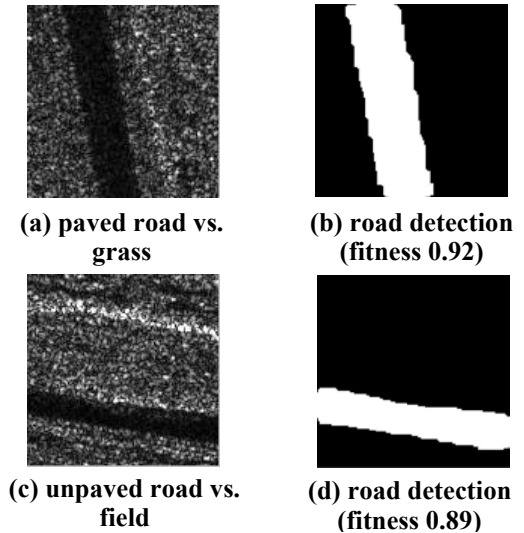 (a) paved road vs.
grass
(b) road detection
(fitness 0.92)
(c) unpaved road vs.
field
(d) road detection
(fitness 0.89)